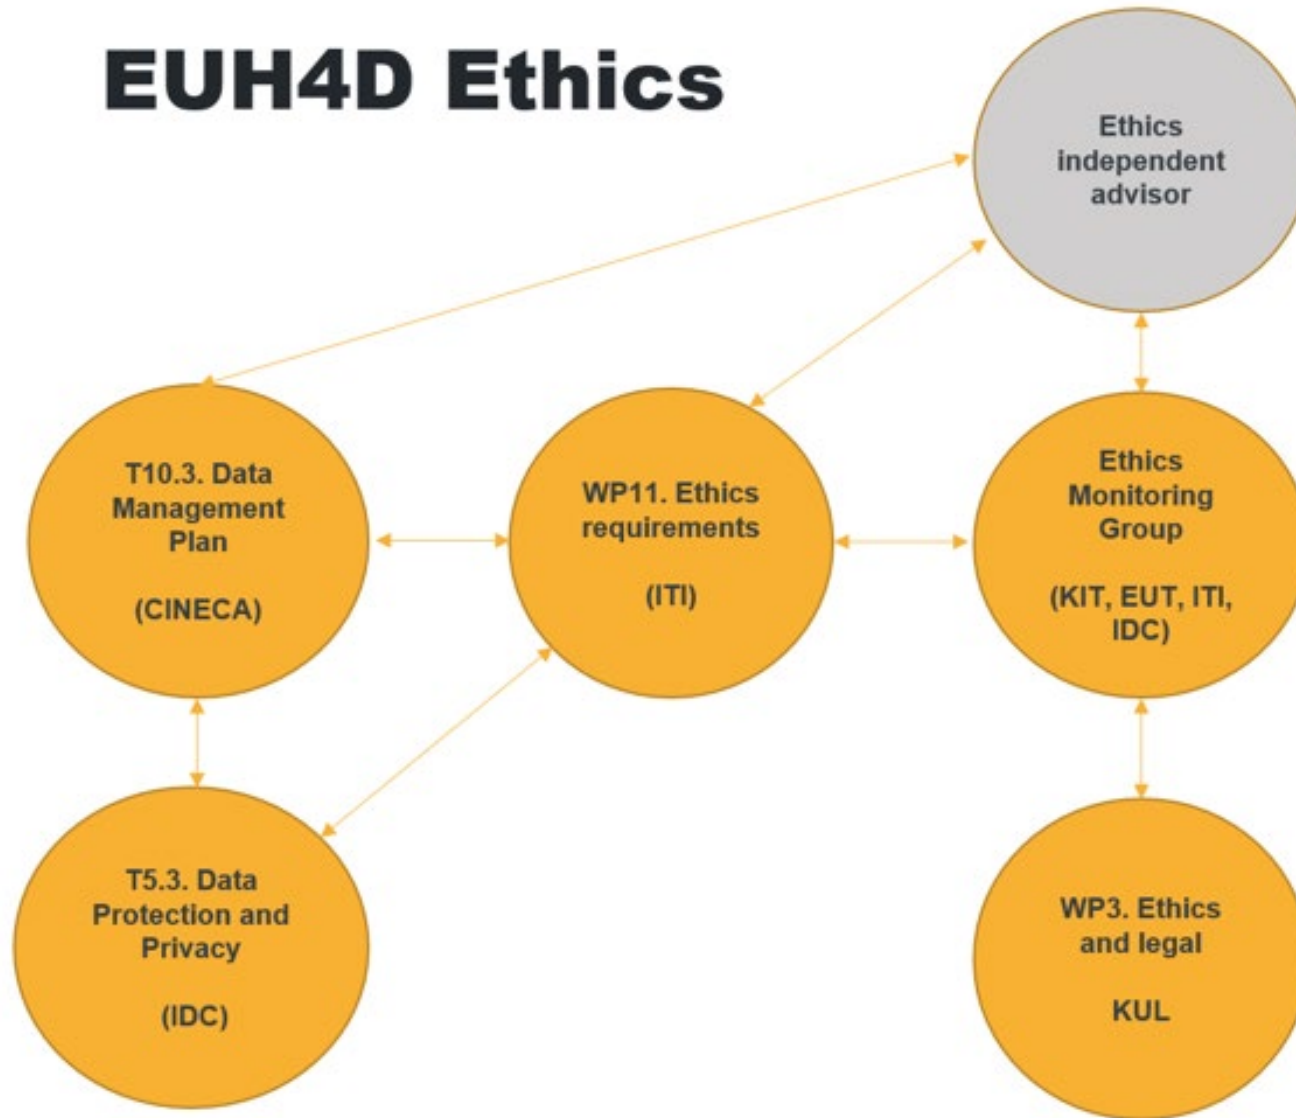 EUH4D Ethics
Ethics
independent
advisor
T10.3. Data
Management
Plan
(CINECA)
WP11. Ethics
requirements
(ITI)
Ethics
Monitoring
Group
(KIT, EUT, ITI,
IDC)
T5.3. Data
Protection and
Privacy
(IDC)
WP3. Ethics
and legal
KUL